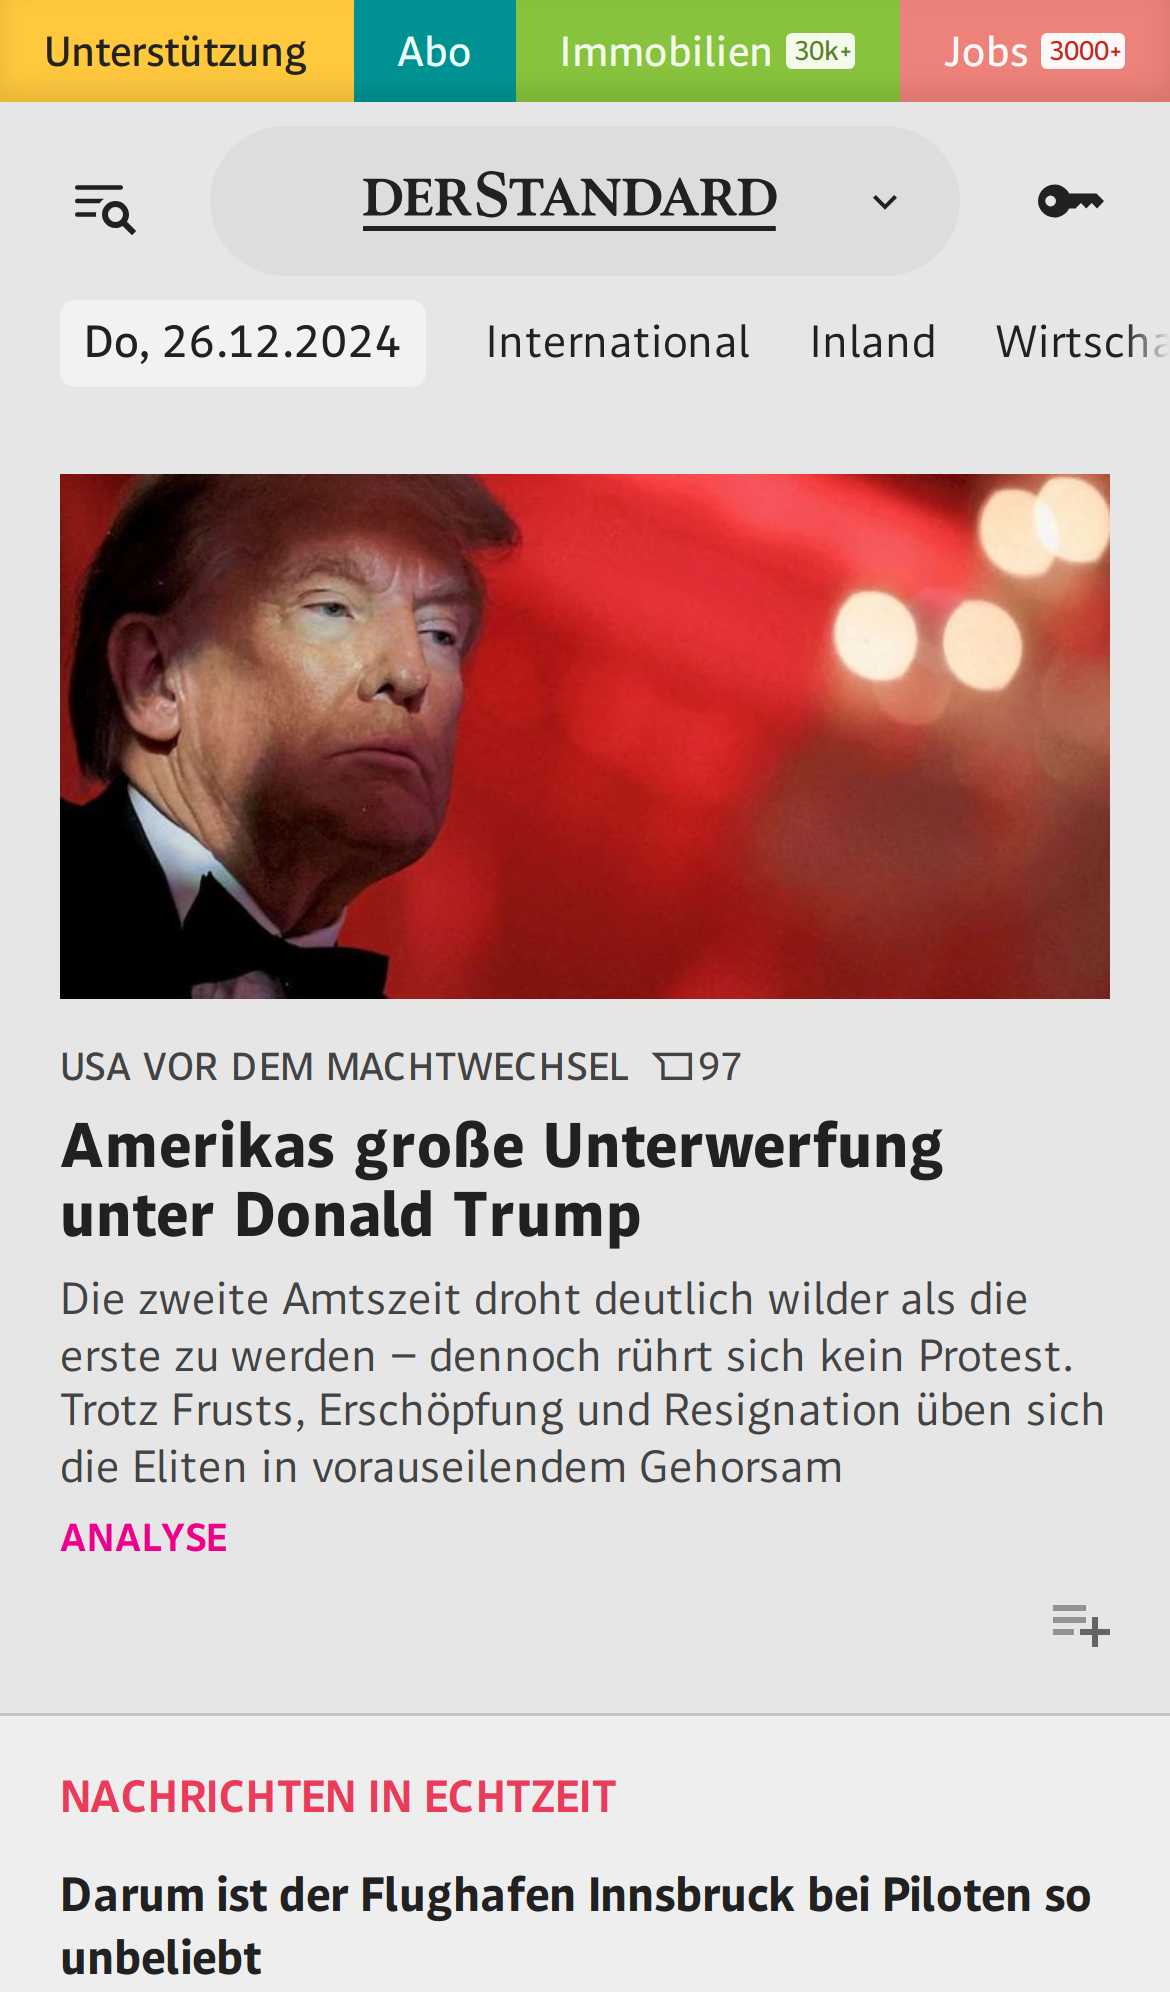 Unterstützung
Abo
Immobilien 30k+
Jobs 3000+
DERSTANDARD
Do, 26.12.2024
International
Inland
Wirtscha
USA VOR DEM MACHTWECHSEL 97
Amerikas große Unterwerfung
unter Donald Trump
Die zweite Amtszeit droht deutlich wilder als die
erste zu werden – dennoch rührt sich kein Protest.
Trotz Frusts, Erschöpfung und Resignation üben sich
die Eliten in vorauseilendem Gehorsam
ANALYSE
NACHRICHTEN IN ECHTZEIT
Darum ist der Flughafen Innsbruck bei Piloten so
unbeliebt